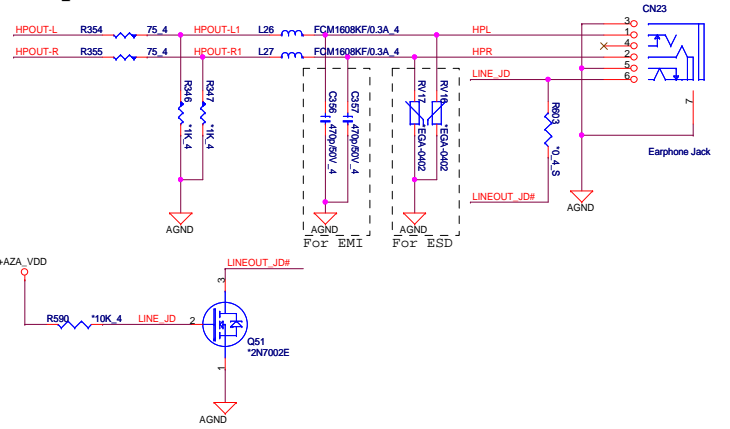 CN23
HPOUT-L R354 75_4 HPOUT-L1 L26 FCM1608KF/0.3A_4 HPL
3
1
HPOUT-R R355 75_4 HPOUT-R1 L27 FCM1608KF/0.3A_4 HPR
4
2
5
LINE_JD
6
R346
*1K_4
R347
*1K_4
C356
470p/50V_4
C357
470p/50V_4
RV17
*EGA-0402
RV16
*EGA-0402
R603
*0_4_S
7
Earphone Jack
LINEOUT_JD#
AGND
AGND
AGND
AGND
For EMI
For ESD
+AZA_VDD
LINEOUT_JD#
3
R590 *10K_4 LINE_JD 2
Q51
*2N7002E
1
AGND